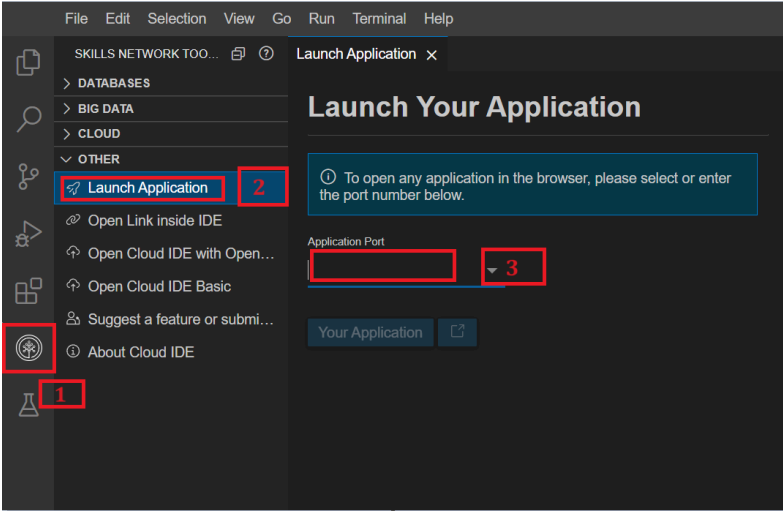 File Edit Selection View Go Run Terminal Help
SKILLS NETWORK TOO...
Launch Application
DATABASES
BIG DATA
CLOUD
OTHER
Launch Application 2
Open Link inside IDE
Open Cloud IDE with Open...
Open Cloud IDE Basic
Suggest a feature or submi...
About Cloud IDE
1
Launch Your Application
To open any application in the browser, please select or enter
the port number below.
Application Port
3
Your Application